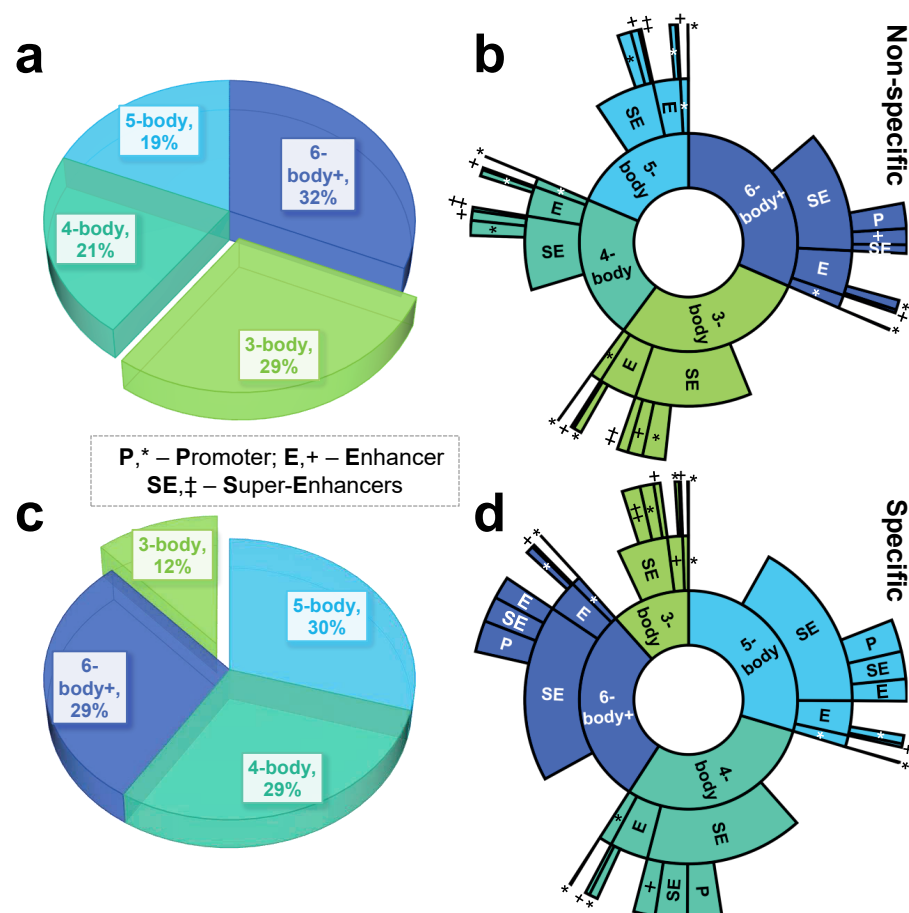 a
5-body,
19%
6-
body+,
32%
4-body,
21%
3-body,
29%
b
Non-specific
+
‡
+
*
*
*
SE
E
*
5-
body
6-
body+
SE
P
+
SE
E
*
*
+
*
*
+
*
*
E
‡
+
*
SE
4-
body
3-
body
*
E
SE
*
+
*
‡
+
*
P,* – Promoter; E,+ – Enhancer
SE,‡ – Super-Enhancers
c
3-body,
12%
5-body,
30%
6-
body+,
29%
4-body,
29%
d
Specific
+
*
+
*
‡
*
SE
+
*
3-
body
5-
body
SE
P
SE
E
E
*
*
+
*
*
+
*
*
E
E
SE
P
SE
6-
body+
4-
body
*
E
SE
*
+
*
+
SE
P